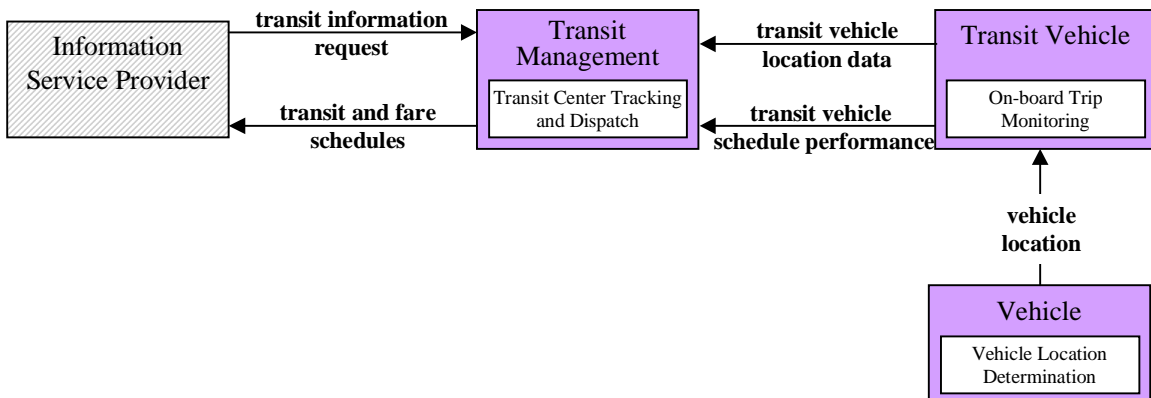 Information
Service Provider
transit information
request
transit and fare
schedules
Transit
Management
Transit Center Tracking
and Dispatch
transit vehicle
location data
transit vehicle
schedule performance
Transit Vehicle
On-board Trip
Monitoring
vehicle
location
Vehicle
Vehicle Location
Determination